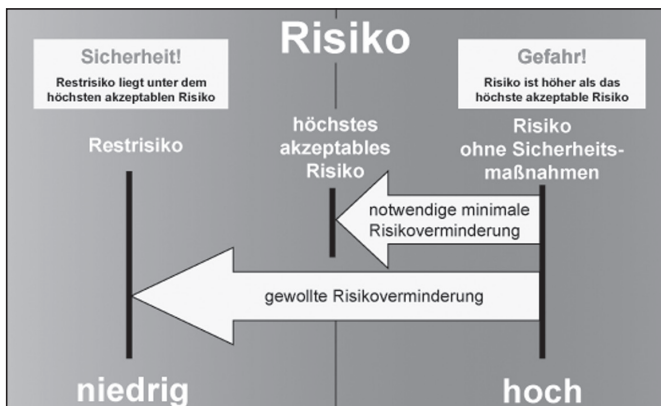 Risiko
Sicherheit!
Restrisiko liegt unter dem
höchsten akzeptablen Risiko
Gefahr!
Risiko ist höher als das
höchste akzeptable Risiko
Restrisiko
höchstes
akzeptables
Risiko
Risiko
ohne Sicherheits-
maßnahmen
notwendige minimale
Risikoverminderung
gewollte Risikoverminderung
niedrig
hoch